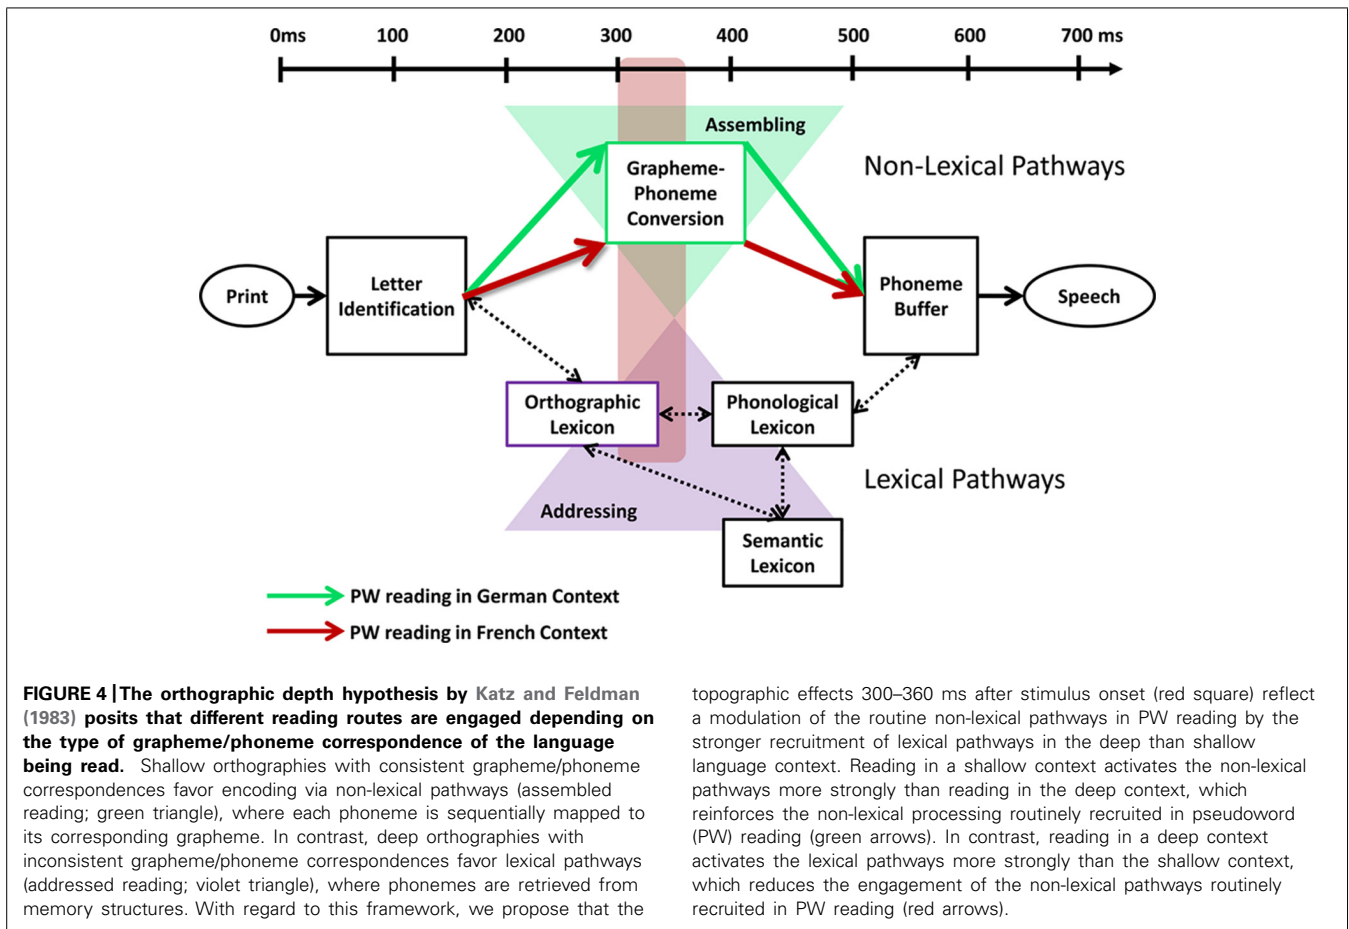 0ms 100 200 300 400 500 600 700 ms
Assembling
Non-Lexical Pathways
Grapheme-
Phoneme
Conversion
Print
Letter
Identification
Phoneme
Buffer
Speech
Orthographic
Lexicon
Phonological
Lexicon
Lexical Pathways
Addressing
Semantic
Lexicon
PW reading in German Context
PW reading in French Context
FIGURE 4 | The orthographic depth hypothesis by Katz and Feldman
(1983) posits that different reading routes are engaged depending on
the type of grapheme/phoneme correspondence of the language
being read. Shallow orthographies with consistent grapheme/phoneme
correspondences favor encoding via non-lexical pathways (assembled
reading; green triangle), where each phoneme is sequentially mapped to
its corresponding grapheme. In contrast, deep orthographies with
inconsistent grapheme/phoneme correspondences favor lexical pathways
(addressed reading; violet triangle), where phonemes are retrieved from
memory structures. With regard to this framework, we propose that the
topographic effects 300–360 ms after stimulus onset (red square) reflect
a modulation of the routine non-lexical pathways in PW reading by the
stronger recruitment of lexical pathways in the deep than shallow
language context. Reading in a shallow context activates the non-lexical
pathways more strongly than reading in the deep context, which
reinforces the non-lexical processing routinely recruited in pseudoword
(PW) reading (green arrows). In contrast, reading in a deep context
activates the lexical pathways more strongly than the shallow context,
which reduces the engagement of the non-lexical pathways routinely
recruited in PW reading (red arrows).